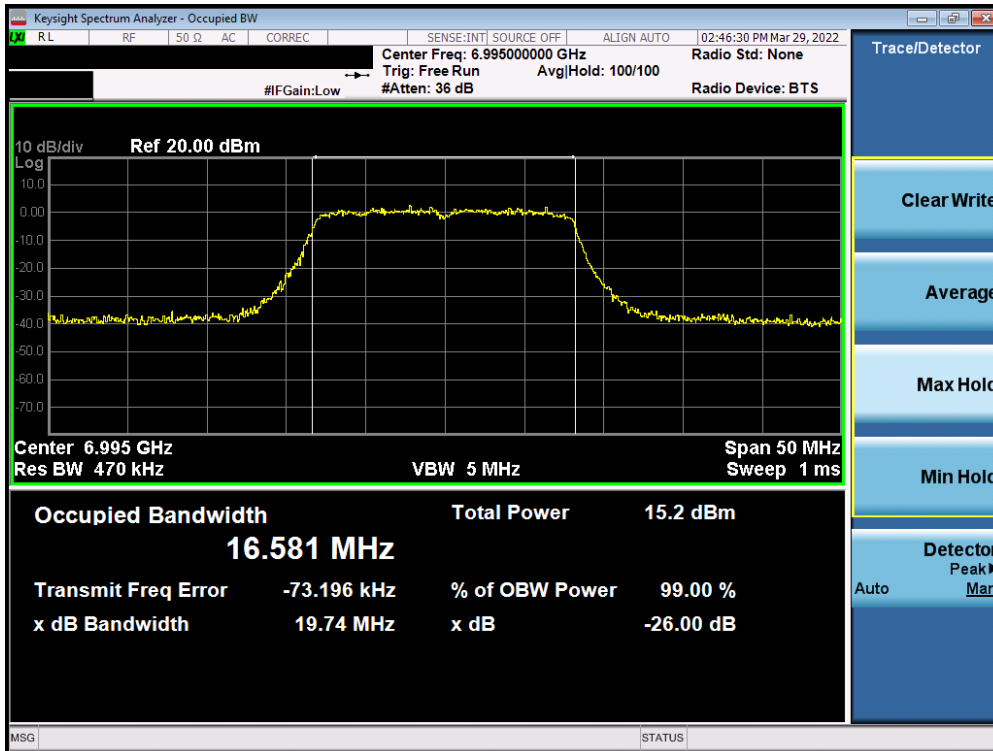 Keysight Spectrum Analyzer - Occupied BW
LXI RL RF 50 Ω AC CORREC SENSE:INT SOURCE OFF ALIGN AUTO 02:46:30 PM Mar 29, 2022
Center Freq: 6.995000000 GHz Radio Std: None
Trig: Free Run Avg|Hold: 100/100
#IFGain:Low #Atten: 36 dB Radio Device: BTS
10 dB/div Ref 20.00 dBm
Log
10.0
0.00
-10.0
-20.0
-30.0
-40.0
-50.0
-60.0
-70.0
Center 6.995 GHz Span 50 MHz
Res BW 470 kHz VBW 5 MHz Sweep 1 ms
Occupied Bandwidth Total Power 15.2 dBm
16.581 MHz
Transmit Freq Error -73.196 kHz % of OBW Power 99.00 %
x dB Bandwidth 19.74 MHz x dB -26.00 dB
MSG STATUS
Trace/Detector
Clear Write
Average
Max Hold
Min Hold
Detector
Peak
Auto Man